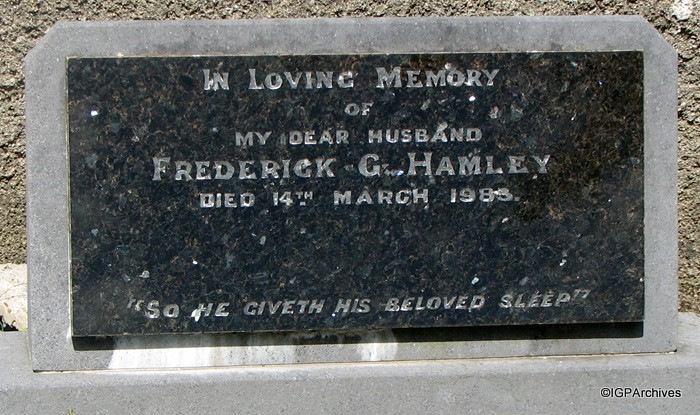 In Loving Memory
OF
MY DEAR HUSBAND
FREDERICK G. HAMLEY
DIED 14TH MARCH 1983.
"SO HE GIVETH HIS BELOVED SLEEP"
©IGPArchives